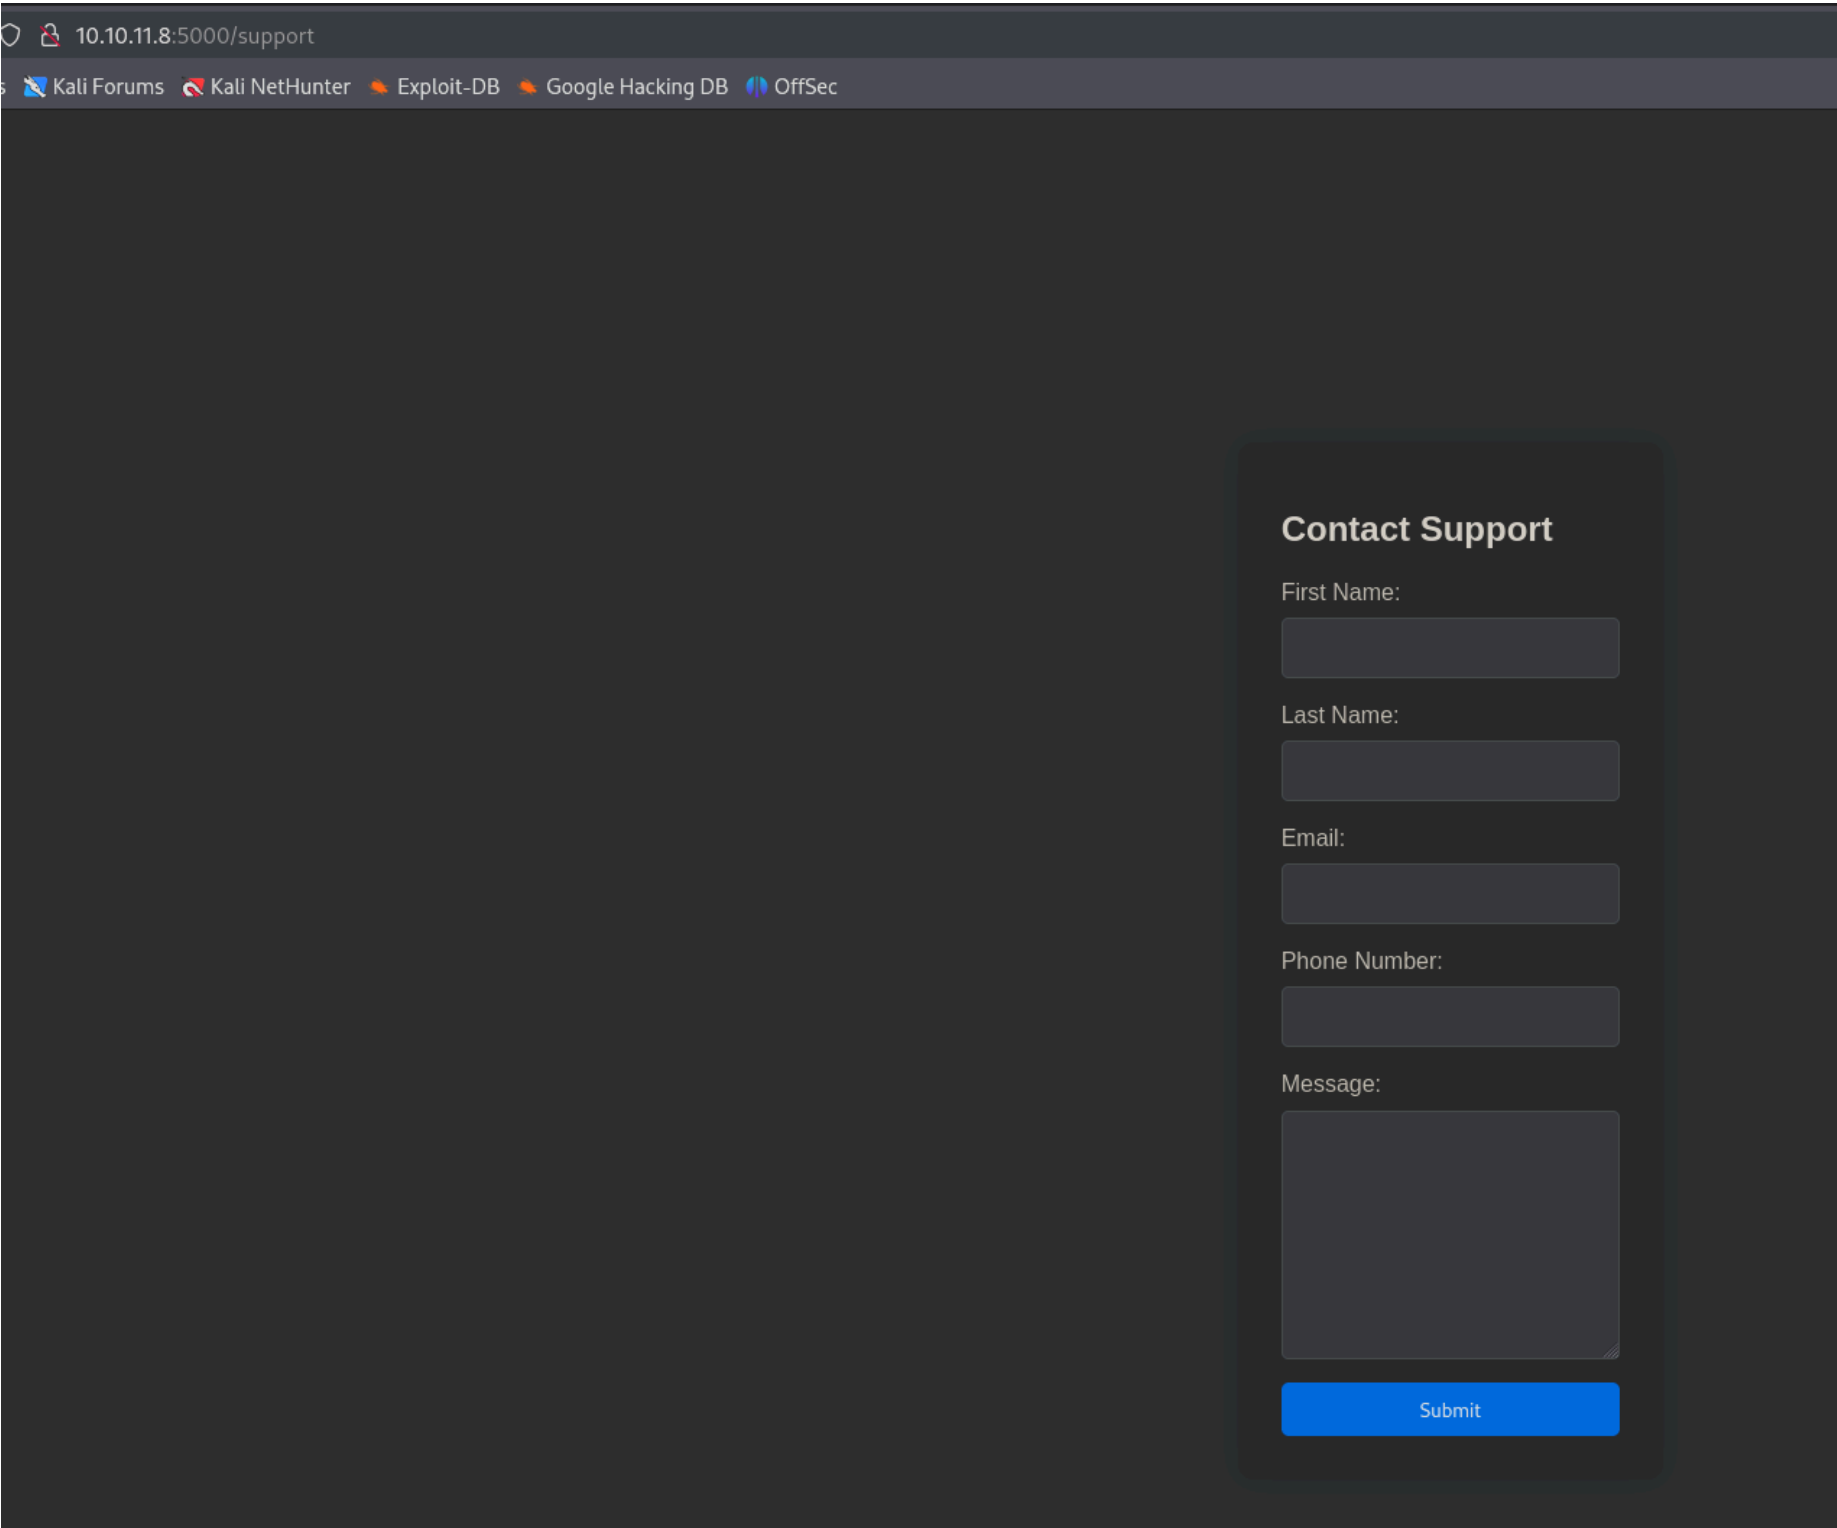 10.10.11.8:5000/support
s Kali Forums Kali NetHunter Exploit-DB Google Hacking DB OffSec
Contact Support
First Name:
Last Name:
Email:
Phone Number:
Message:
Submit